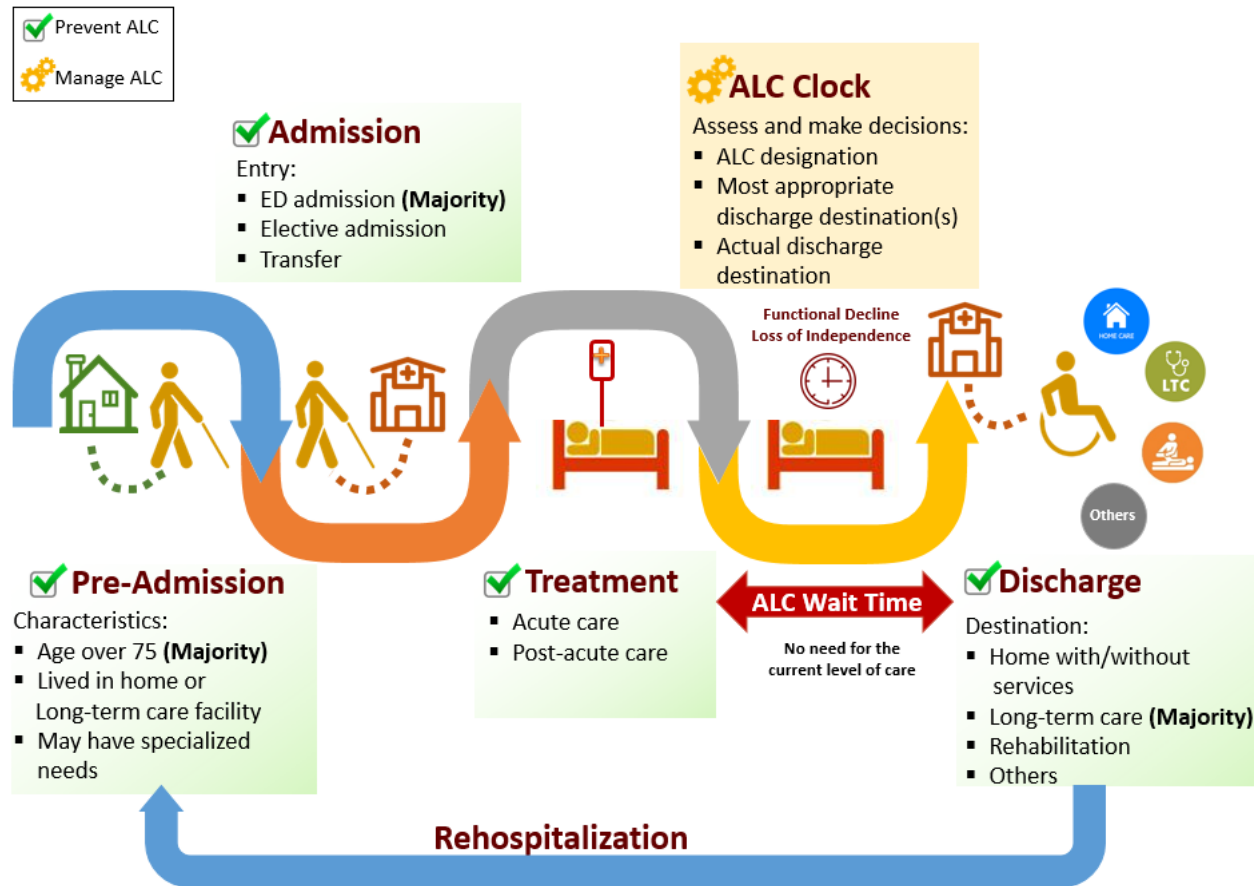 Prevent ALC
Manage ALC
Admission
Entry:
▪ ED admission (Majority)
▪ Elective admission
▪ Transfer
ALC Clock
Assess and make decisions:
▪ ALC designation
▪ Most appropriate
discharge destination(s)
▪ Actual discharge
destination
Functional Decline
Loss of Independence
HOME CARE
LTC
Others
Pre-Admission
Characteristics:
▪ Age over 75 (Majority)
▪ Lived in home or
Long-term care facility
▪ May have specialized
needs
Treatment
▪ Acute care
▪ Post-acute care
ALC Wait Time
No need for the
current level of care
Discharge
Destination:
▪ Home with/without
services
▪ Long-term care (Majority)
▪ Rehabilitation
▪ Others
Rehospitalization